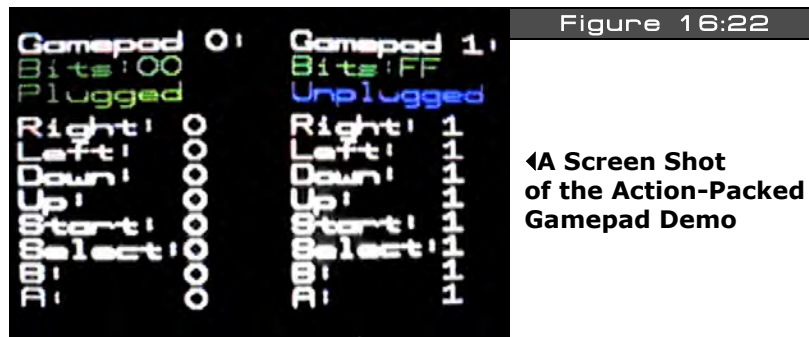 Gamepad 0:
Bits:00
Plugged
Right: 0
Left: 0
Down: 0
Up: 0
Start: 0
Select:0
B: 0
A: 0
Gamepad 1:
Bits:FF
Unplugged
Right: 1
Left: 1
Down: 1
Up: 1
Start: 1
Select:1
B: 1
A: 1
Figure 16:22
◀A Screen Shot
of the Action-Packed
Gamepad Demo